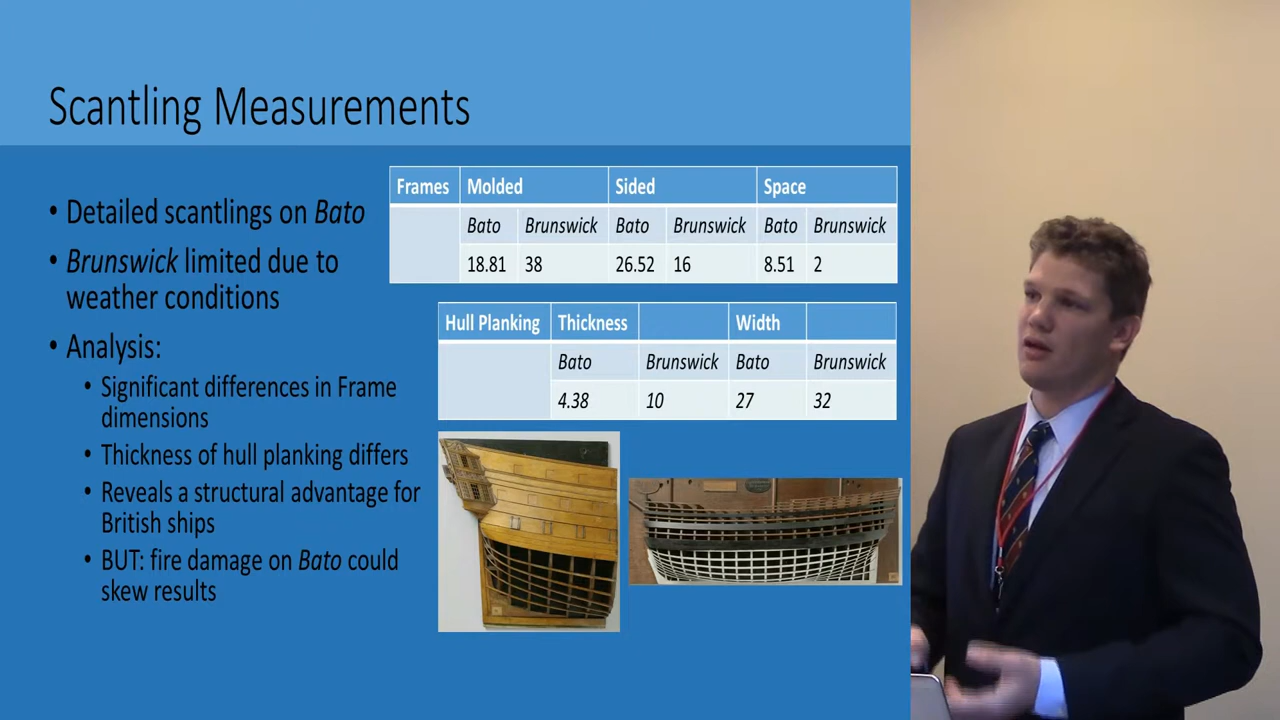 Scantling Measurements
• Detailed scantlings on Bato
• Brunswick limited due to
weather conditions
• Analysis:
• Significant differences in Frame
dimensions
• Thickness of hull planking differs
• Reveals a structural advantage for
British ships
• BUT: fire damage on Bato could
skew results
Frames Molded Sided Space
Bato Brunswick Bato Brunswick Bato Brunswick
18.81 38 26.52 16 8.51 2
Hull Planking Thickness Width
Bato Brunswick Bato Brunswick
4.38 10 27 32